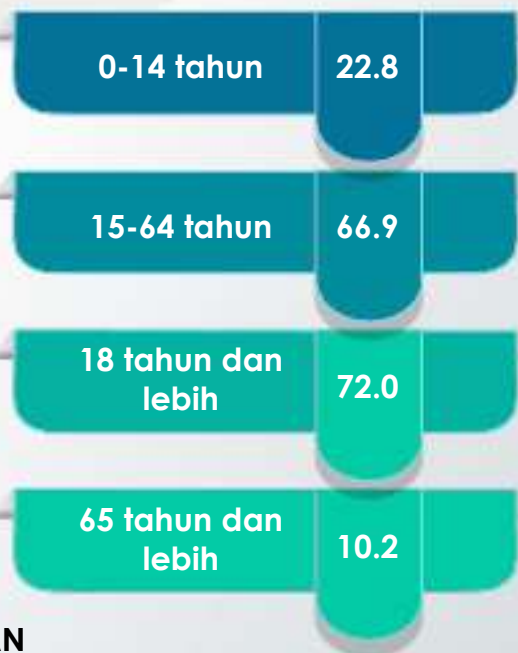 0-14 tahun 22.8
15-64 tahun 66.9
18 tahun dan
lebih 72.0
65 tahun dan
lebih 10.2
AN